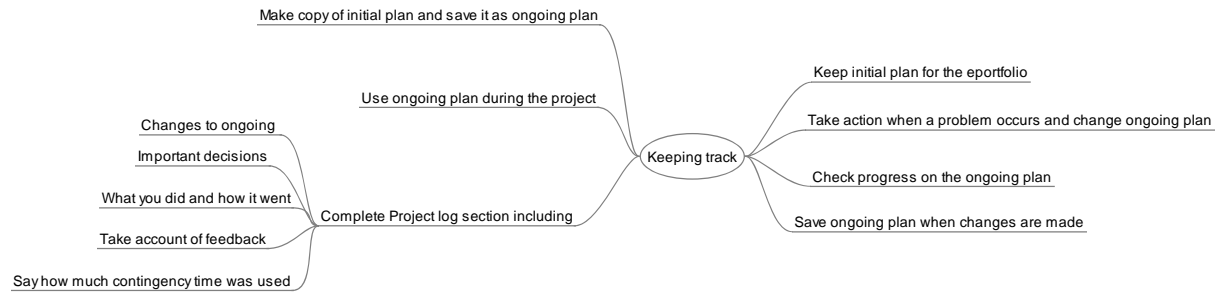 Make copy of initial plan and save it as ongoing plan
Use ongoing plan during the project
Changes to ongoing
Important decisions
What you did and how it went
Take account of feedback
Say how much contingency time was used
Complete Project log section including
Keeping track
Keep initial plan for the eportfolio
Take action when a problem occurs and change ongoing plan
Check progress on the ongoing plan
Save ongoing plan when changes are made